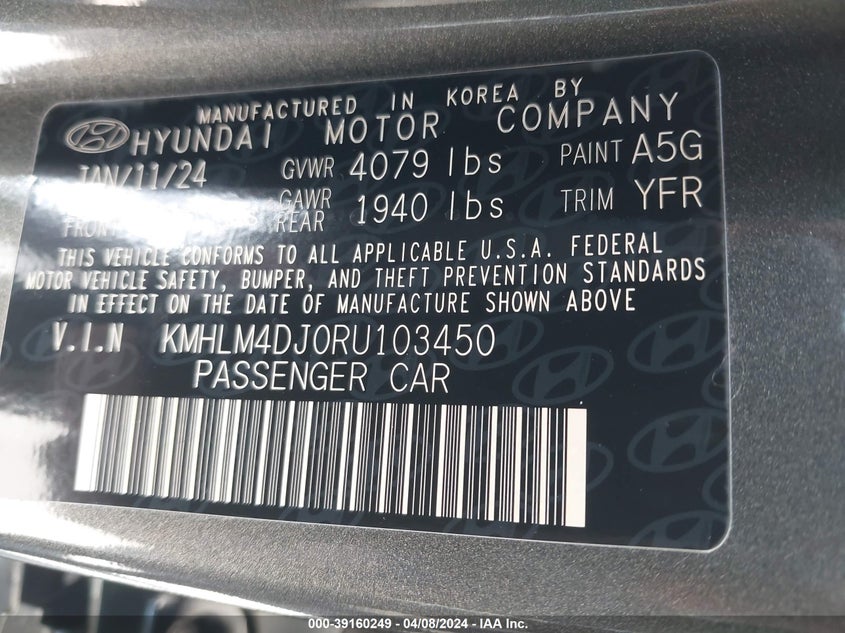 MANUFACTURED IN KOREA BY
HYUNDAI MOTOR COMPANY
JAN/11/24 GVWR 4079 lbs PAINT A5G
FRONT GAWR REAR 1940 lbs TRIM YFR
THIS VEHICLE CONFORMS TO ALL APPLICABLE U.S.A. FEDERAL
MOTOR VEHICLE SAFETY, BUMPER, AND THEFT PREVENTION STANDARDS
IN EFFECT ON THE DATE OF MANUFACTURE SHOWN ABOVE
V.I.N KMHLM4DJ0RU103450
PASSENGER CAR
000-39160249 - 04/08/2024 - IAA Inc.